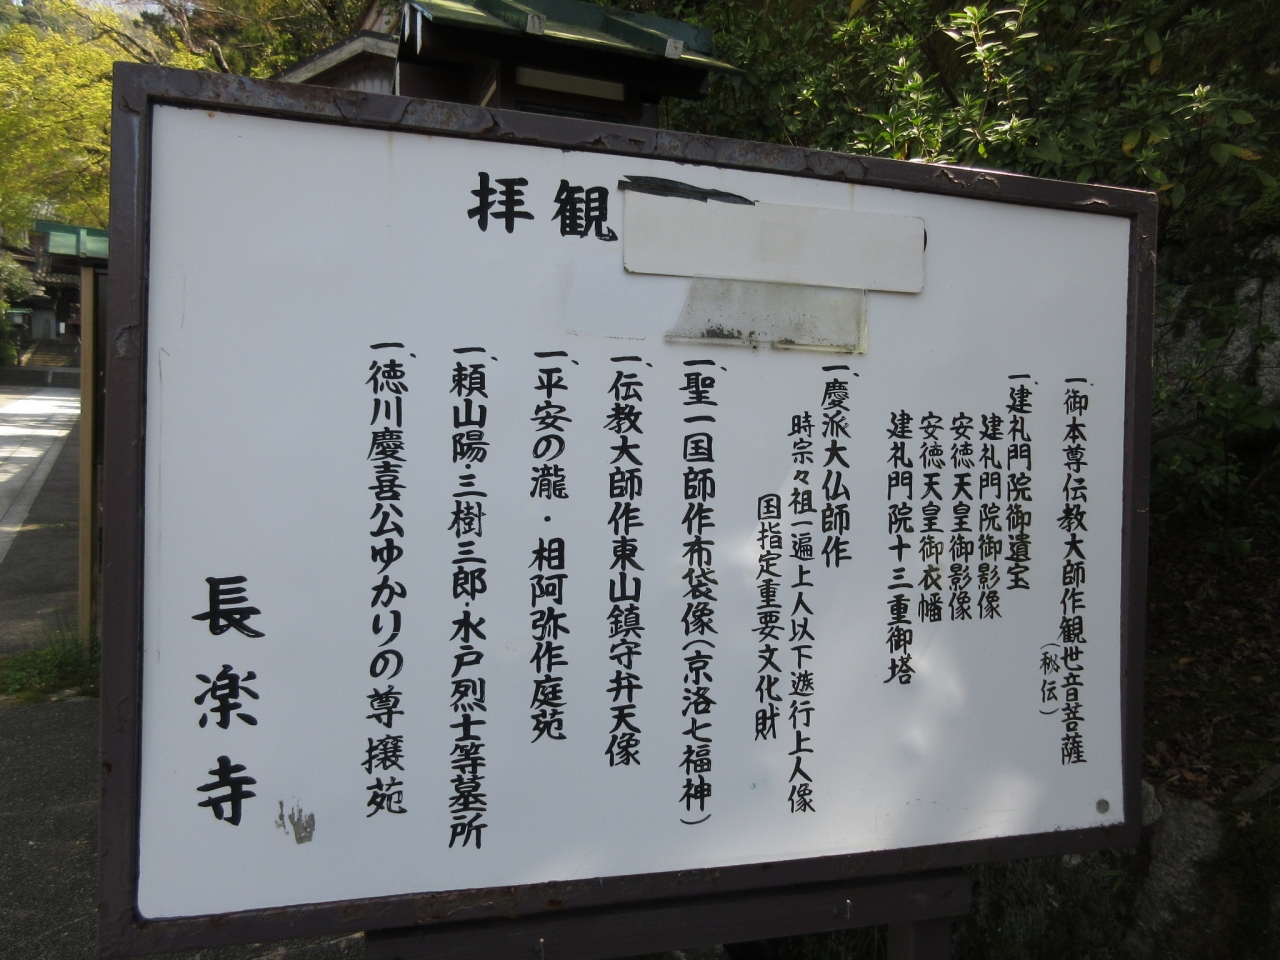 拝観
一、御本尊伝教大師作観世音菩薩
（秘伝）
一、建礼門院御遺宝
建礼門院御影像
安徳天皇御影像
安徳天皇御衣幡
建礼門院十三重御塔
一、慶派大仏師作
時宗々祖一遍上人以下遊行上人像
国指定重要文化財
一、聖一国師作布袋像（京洛七福神）
一、伝教大師作東山鎮守弁天像
一、平安の瀧・相阿弥作庭苑
一、頼山陽・三樹三郎・水戸烈士等墓所
一、徳川慶喜公ゆかりの尊攘苑
長楽寺